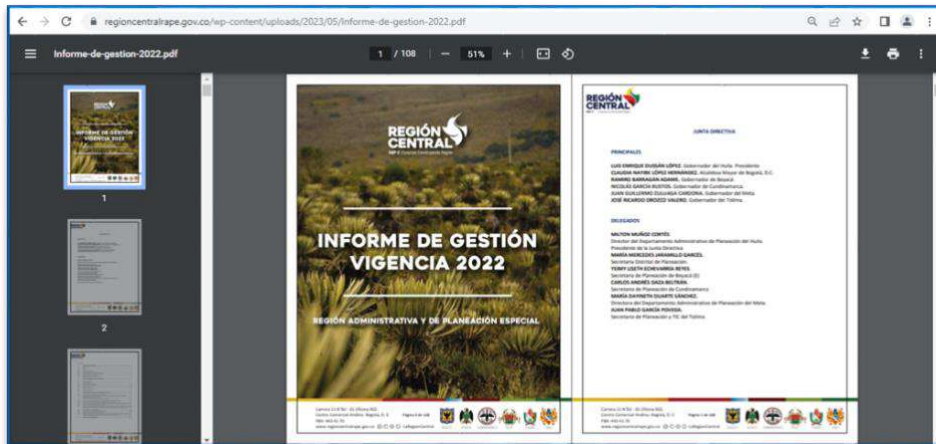 regioncentralrape.gov.co/wp-content/uploads/2023/05/Informe-de-gestion-2022.pdf
Informe-de-gestion-2022.pdf
1 / 108
51%
1
2
REGIÓN
CENTRAL
INFORME DE GESTIÓN
VIGENCIA 2022
REGIÓN ADMINISTRATIVA Y DE PLANEACIÓN ESPECIAL
REGIÓN
CENTRAL
JUNTA DIRECTIVA
PRINCIPALES
LUIS ENRIQUE DUSSÁN LÓPEZ. Gobernador del Huila. Presidente
CLAUDIA NAYIBE LÓPEZ HERNÁNDEZ. Alcaldesa Mayor de Bogotá, D.C.
RAMIRO BARRAGÁN ADAME. Gobernador de Boyacá
NICOLÁS GARCÍA BUSTOS. Gobernador de Cundinamarca
JUAN GUILLERMO ZULUAGA CARDONA. Gobernador del Meta
JOSÉ RICARDO OROZCO VALERO. Gobernador del Tolima.
DELEGADOS
MILTON MUÑOZ CORTÉS.
Director del Departamento Administrativo de Planeación del Huila.
Presidente de la Junta Directiva
MARÍA MERCEDES JARAMILLO GARCÉS.
Secretaria Distrital de Planeación.
YEIMY LISETH ECHEVERRÍA REYES.
Secretaria de Planeación de Boyacá (E)
CARLOS ANDRÉS DAZA BELTRÁN.
Secretario de Planeación de Cundinamarca
MARÍA DAYNETH DUARTE SÁNCHEZ.
Directora del Departamento Administrativo de Planeación del Meta
JUAN PABLO GARCÍA POVEDA.
Secretario de Planeación y TIC del Tolima